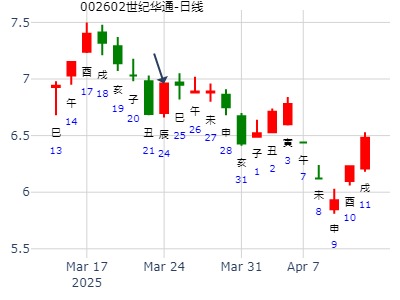 002602世纪华通-日线
7.5
7
6.5
6
5.5
巳
13
午
14
酉
17
戌
18
亥
19
子
20
丑
21
辰
24
巳
25
午
26
未
27
申
28
亥
31
子
1
丑
2
寅
3
午
7
未
8
申
9
酉
10
戌
11
Mar 17
2025
Mar 24
Mar 31
Apr 7